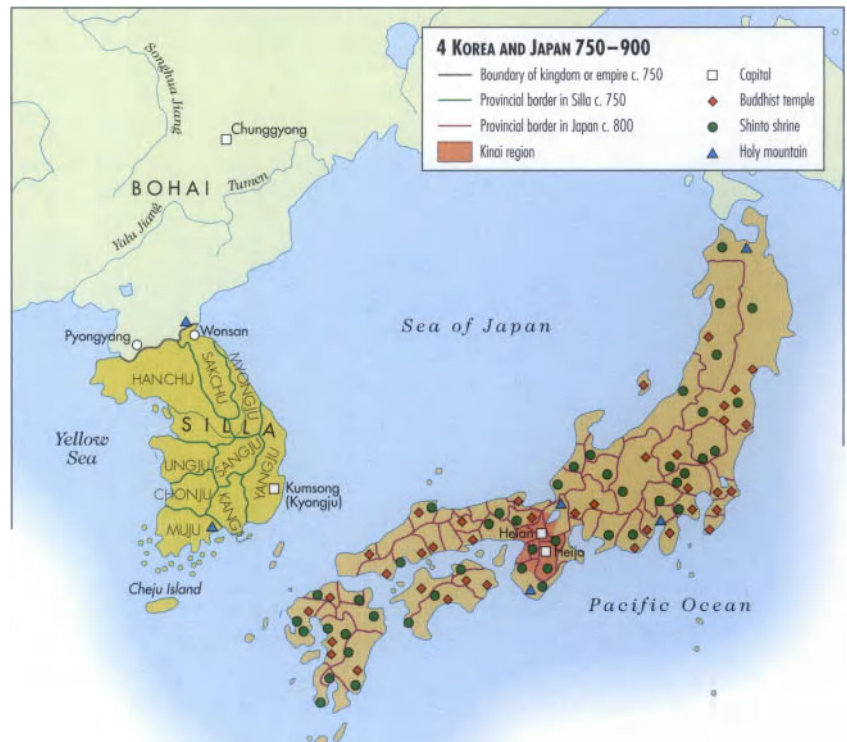 4 KOREA AND JAPAN 750–900
Boundary of kingdom or empire c. 750
Provincial border in Silla c. 750
Provincial border in Japan c. 800
Kinai region
Capital
Buddhist temple
Shinto shrine
Holy mountain
Songhua Jiang
Chunggyong
BOHAI
Tumen
Yalu Jiang
Pyongyang
Wonsan
HANCHU
SAKCHU
MYONGJU
SILLA
Yellow
Sea
UNGJU
SANGJU
YANGJU
CHONJU
KANGJU
Kumsong
(Kyongju)
MUJU
Cheju Island
Sea of Japan
Heian
Heijo
Pacific Ocean